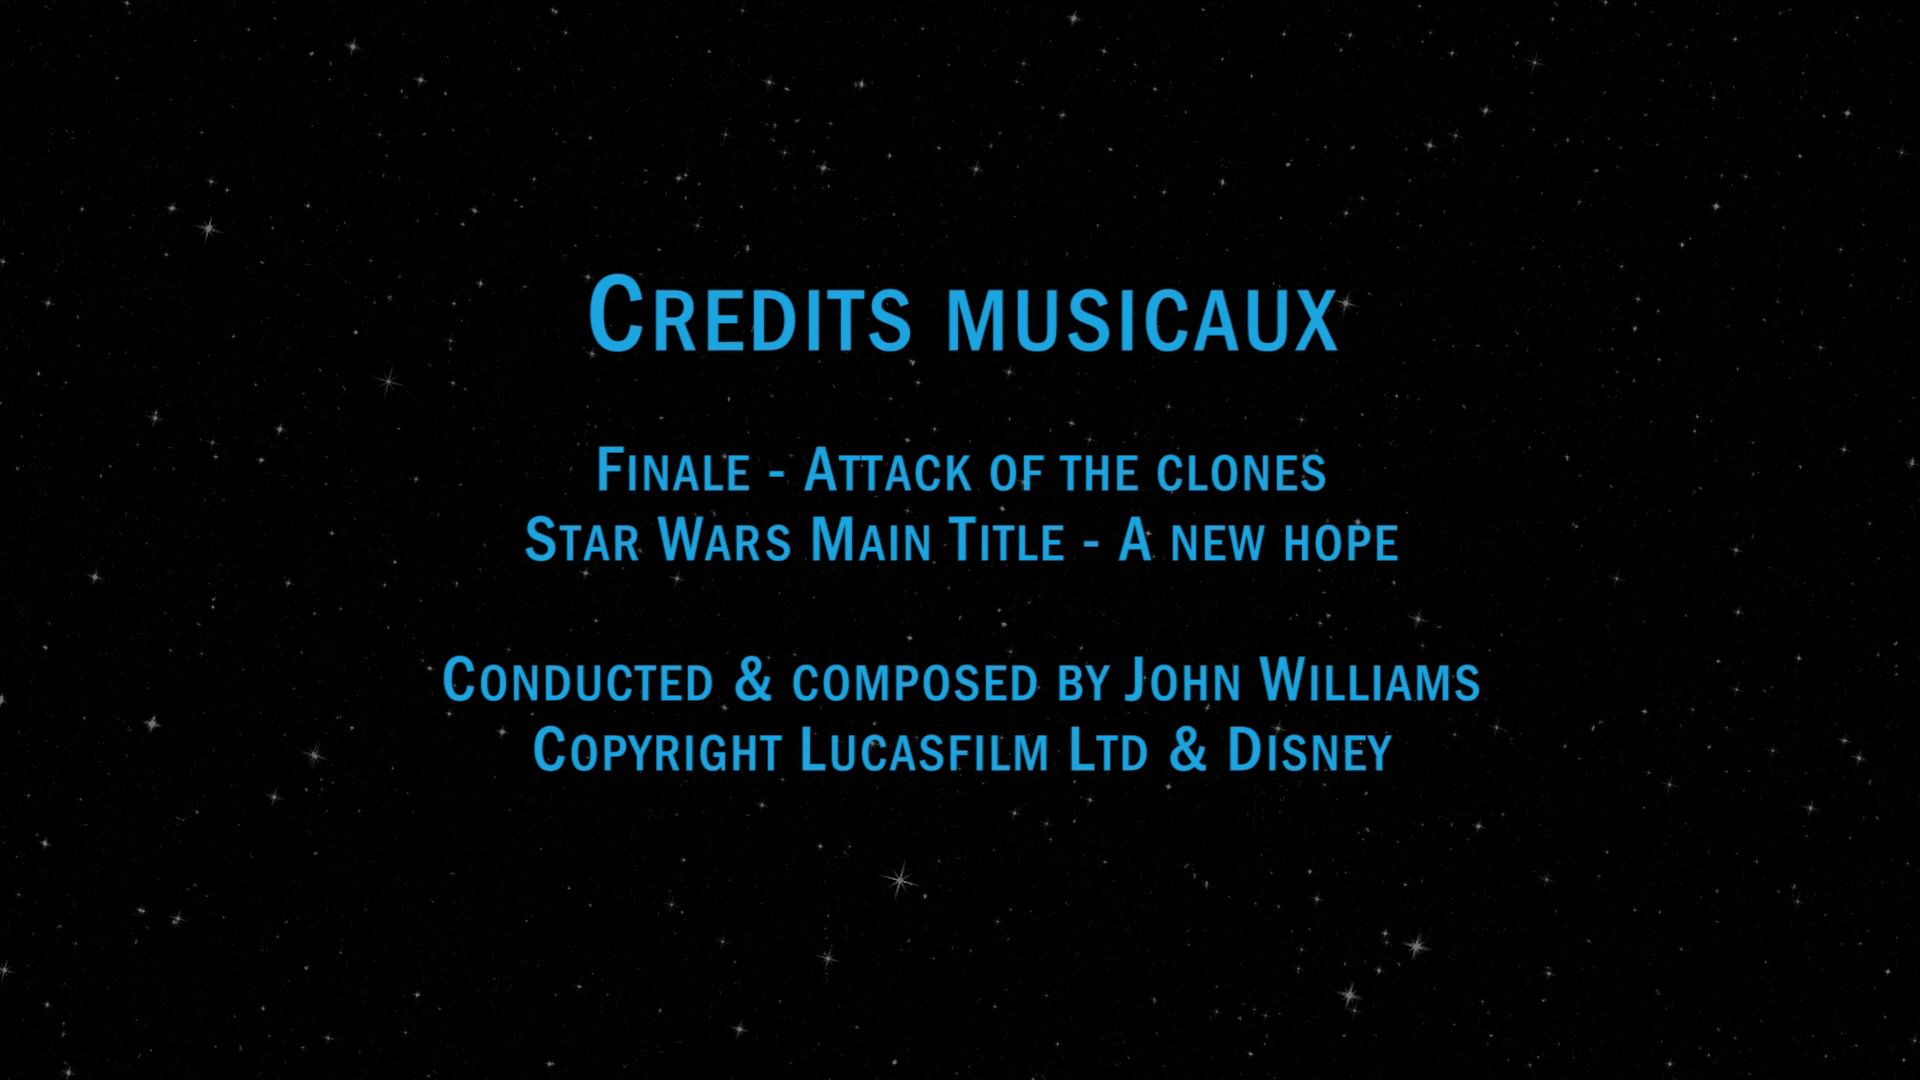 Credits musicaux
Finale - Attack of the clones
Star Wars Main Title - A new hope
Conducted & composed by John Williams
Copyright Lucasfilm Ltd & Disney